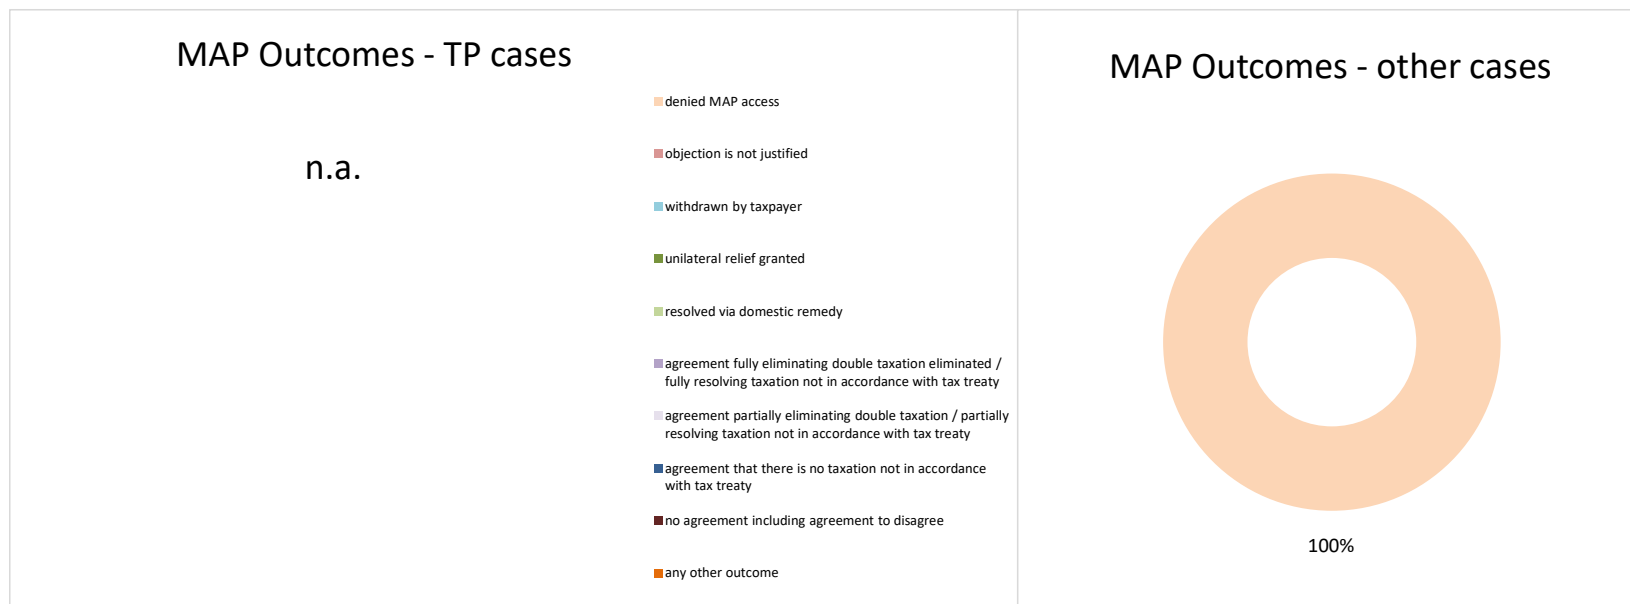 MAP Outcomes - TP cases
n.a.
denied MAP access
objection is not justified
withdrawn by taxpayer
unilateral relief granted
resolved via domestic remedy
agreement fully eliminating double taxation eliminated /
fully resolving taxation not in accordance with tax treaty
agreement partially eliminating double taxation / partially
resolving taxation not in accordance with tax treaty
agreement that there is no taxation not in accordance
with tax treaty
no agreement including agreement to disagree
any other outcome
MAP Outcomes - other cases
100%